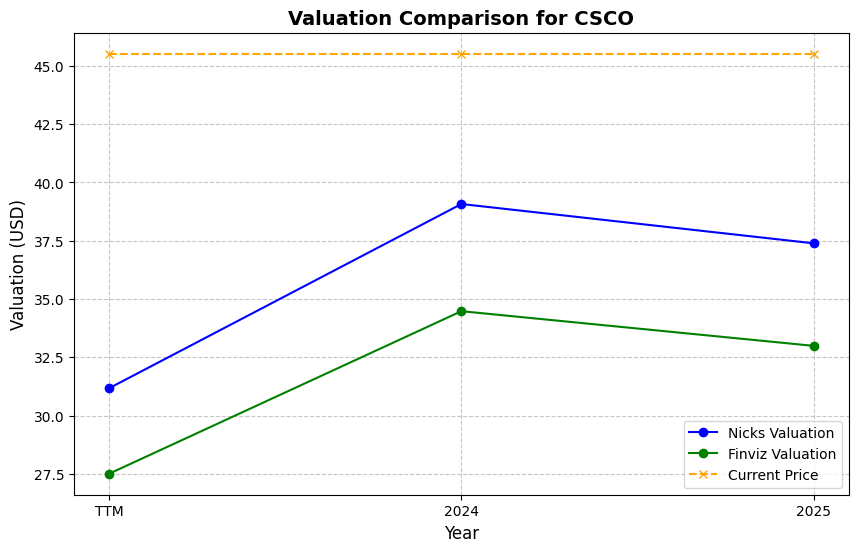 Valuation Comparison for CSCO
Valuation (USD)
45.0
42.5
40.0
37.5
35.0
32.5
30.0
27.5
Nicks Valuation
Finviz Valuation
Current Price
TTM 2024 2025
Year